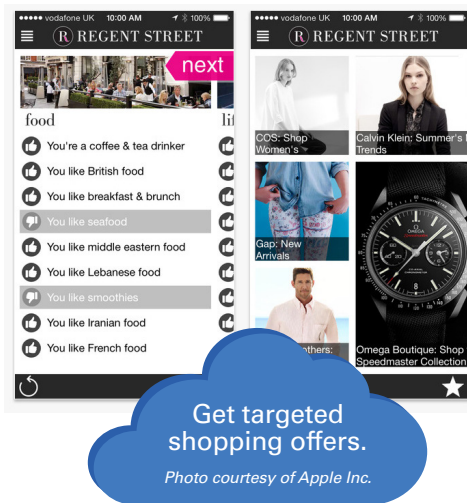 vodafone UK 10:00 AM 100%
R REGENT STREET
next
food
You're a coffee & tea drinker
You like British food
You like breakfast & brunch
You like seafood
You like middle eastern food
You like Lebanese food
You like smoothies
You like Iranian food
You like French food
vodafone UK 10:00 AM 100%
R REGENT STREET
COS: Shop
Women's
Calvin Klein: Summer's
Trends
Gap: New
Arrivals
TACHYMÈTRE
OMEGA
Omega Boutique: Shop
Speedmaster Collection
Get targeted
shopping offers.
Photo courtesy of Apple Inc.